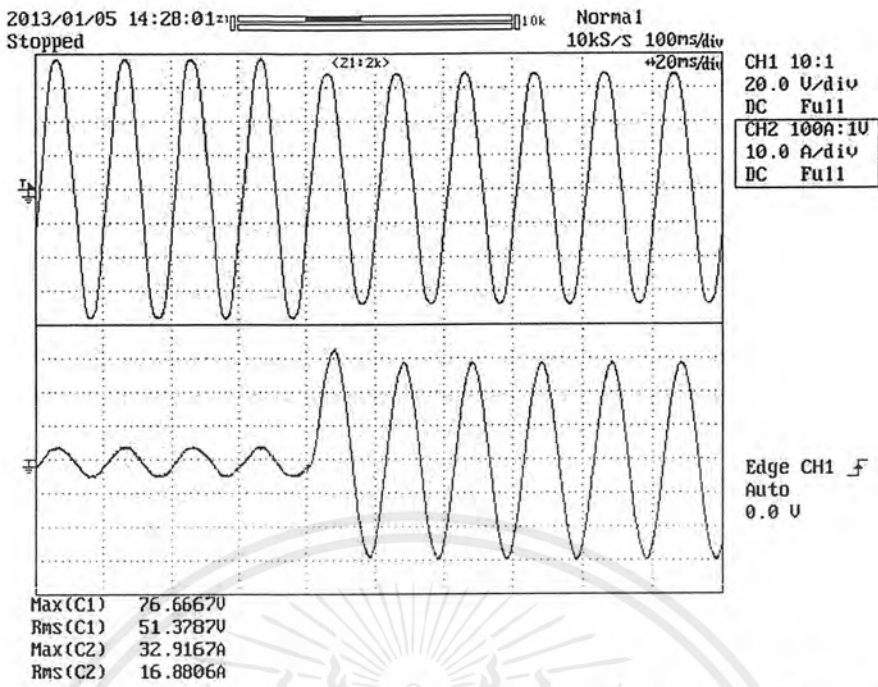 2013/01/05 14:28:01 10k Normal
Stopped 10kS/s 100ms/div
<Z1:2k> ↔20ms/div
CH1 10:1
20.0 V/div
DC Full
CH2 100A:1V
10.0 A/div
DC Full
Edge CH1
Auto
0.0 V
Max(C1) 76.6667V
Rms(C1) 51.3787V
Max(C2) 32.9167A
Rms(C2) 16.8806A